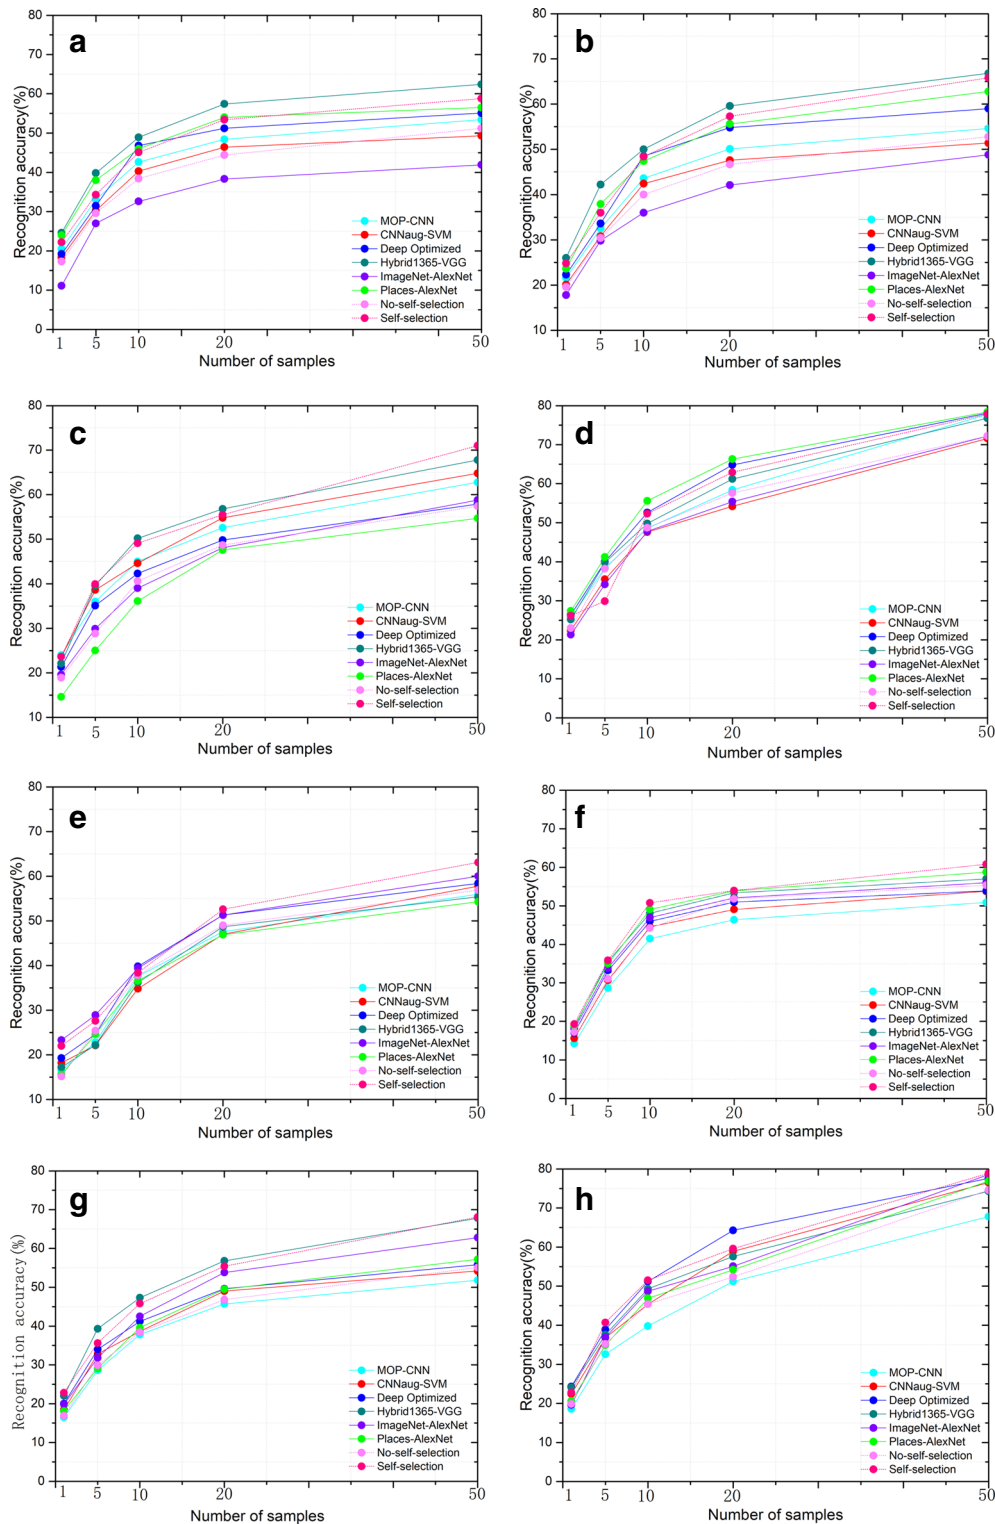 a
80
70
60
50
40
30
20
10
0
Recognition accuracy(%)
MOP-CNN
CNNaug-SVM
Deep Optimized
Hybrid1365-VGG
ImageNet-AlexNet
Places-AlexNet
No-self-selection
Self-selection
1 5 10 20 50
Number of samples
b
80
70
60
50
40
30
20
10
Recognition accuracy(%)
MOP-CNN
CNNaug-SVM
Deep Optimized
Hybrid1365-VGG
ImageNet-AlexNet
Places-AlexNet
No-self-selection
Self-selection
1 5 10 20 50
Number of samples
c
80
70
60
50
40
30
20
10
Recognition accuracy(%)
MOP-CNN
CNNaug-SVM
Deep Optimized
Hybrid1365-VGG
ImageNet-AlexNet
Places-AlexNet
No-self-selection
Self-selection
1 5 10 20 50
Number of samples
d
80
70
60
50
40
30
20
10
0
Recognition accuracy(%)
MOP-CNN
CNNaug-SVM
Deep Optimized
Hybrid1365-VGG
ImageNet-AlexNet
Places-AlexNet
No-self-selection
Self-selection
1 5 10 20 50
Number of samples
e
80
70
60
50
40
30
20
10
Recognition accuracy(%)
MOP-CNN
CNNaug-SVM
Deep Optimized
Hybrid1365-VGG
ImageNet-AlexNet
Places-AlexNet
No-self-selection
Self-selection
1 5 10 20 50
Number of samples
f
80
70
60
50
40
30
20
10
0
Recognition accuracy(%)
MOP-CNN
CNNaug-SVM
Deep Optimized
Hybrid1365-VGG
ImageNet-AlexNet
Places-AlexNet
No-self-selection
Self-selection
1 5 10 20 50
Number of samples
g
80
70
60
50
40
30
20
10
0
Recognition accuracy(%)
MOP-CNN
CNNaug-SVM
Deep Optimized
Hybrid1365-VGG
ImageNet-AlexNet
Places-AlexNet
No-self-selection
Self-selection
1 5 10 20 50
Number of samples
h
80
70
60
50
40
30
20
10
0
Recognition accuracy(%)
MOP-CNN
CNNaug-SVM
Deep Optimized
Hybrid1365-VGG
ImageNet-AlexNet
Places-AlexNet
No-self-selection
Self-selection
1 5 10 20 50
Number of samples